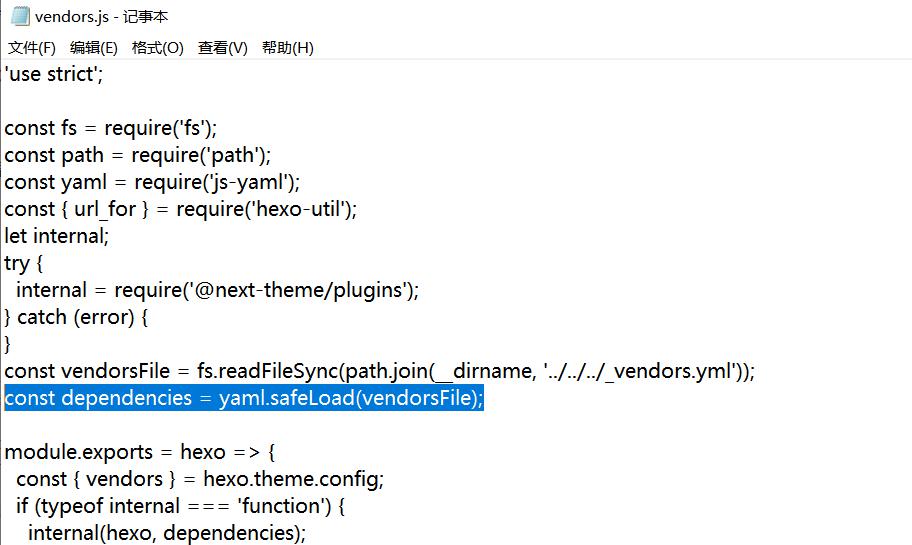 vendors.js - 记事本
文件(F) 编辑(E) 格式(O) 查看(V) 帮助(H)
'use strict';

const fs = require('fs');
const path = require('path');
const yaml = require('js-yaml');
const { url_for } = require('hexo-util');
let internal;
try {
  internal = require('@next-theme/plugins');
} catch (error) {
}
const vendorsFile = fs.readFileSync(path.join(__dirname, '../../../_vendors.yml'));
const dependencies = yaml.safeLoad(vendorsFile);

module.exports = hexo => {
  const { vendors } = hexo.theme.config;
  if (typeof internal === 'function') {
    internal(hexo, dependencies);